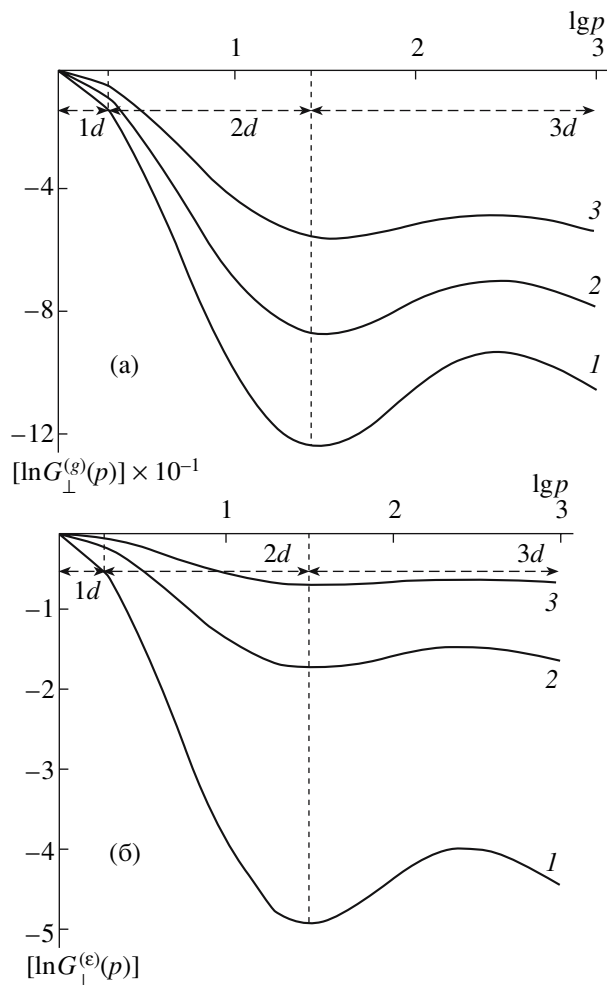 lgp
1 2 3
1d 2d 3d
−4
3
2
−8
(а)
1
−12
[lnG⊥^(g)(p)] × 10^−1
lgp
1 2 3
2d 3d
1d
−1
3
2
−2
−3
−4
(б)
1
−5
[lnG⊥^(ε)(p)]